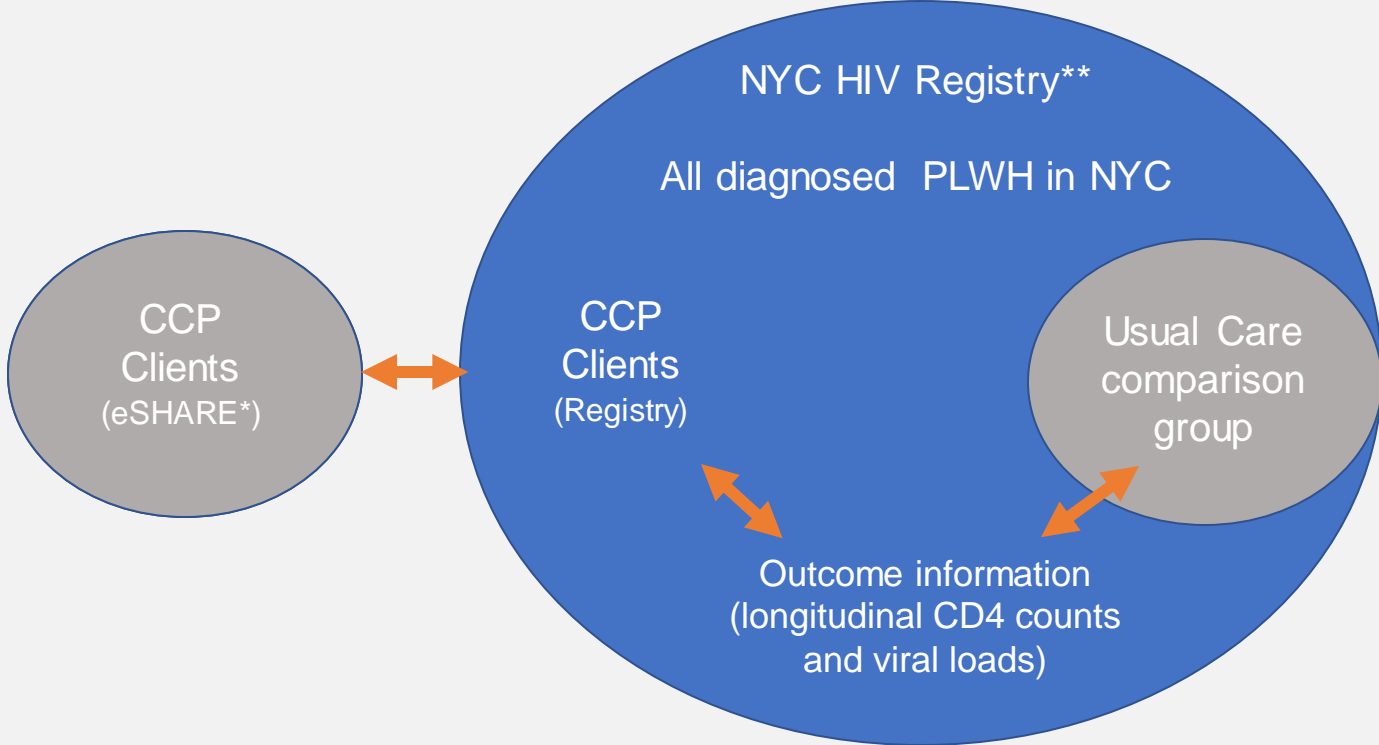 NYC HIV Registry**
All diagnosed PLWH in NYC
CCP
Clients
(eSHARE*)
CCP
Clients
(Registry)
Usual Care
comparison
group
Outcome information
(longitudinal CD4 counts
and viral loads)